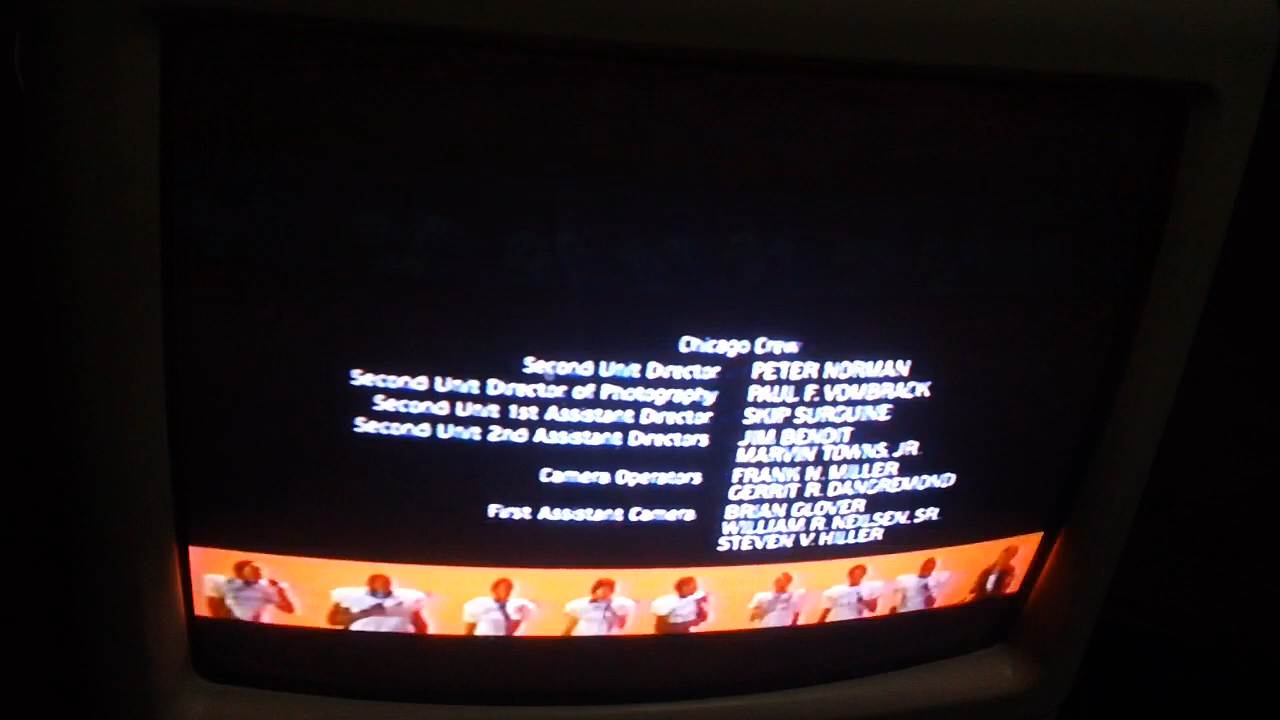 Chicago Crew
Second Unit Director PETER NORMAN
Second Unit Director of Photography PAUL F. VOMBRACK
Second Unit 1st Assistant Director SKIP SURGUINE
Second Unit 2nd Assistant Directors JIM BENOIT
MARVIN TOWNS, JR.
Camera Operators FRANK N. MILLER
GERRIT R. DANGREMOND
First Assistant Camera BRIAN GLOVER
WILLIAM R. NEILSEN, SR.
STEVEN V. HILLER